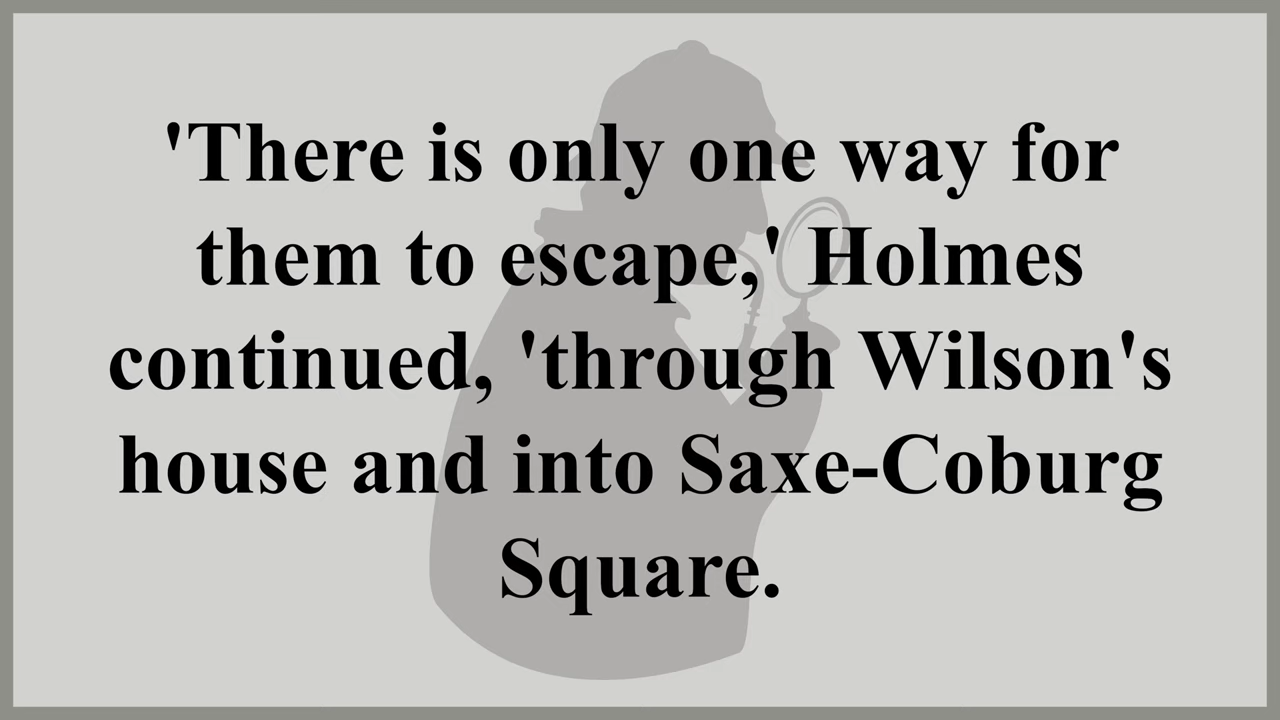 'There is only one way for
them to escape,' Holmes
continued, 'through Wilson's
house and into Saxe-Coburg
Square.